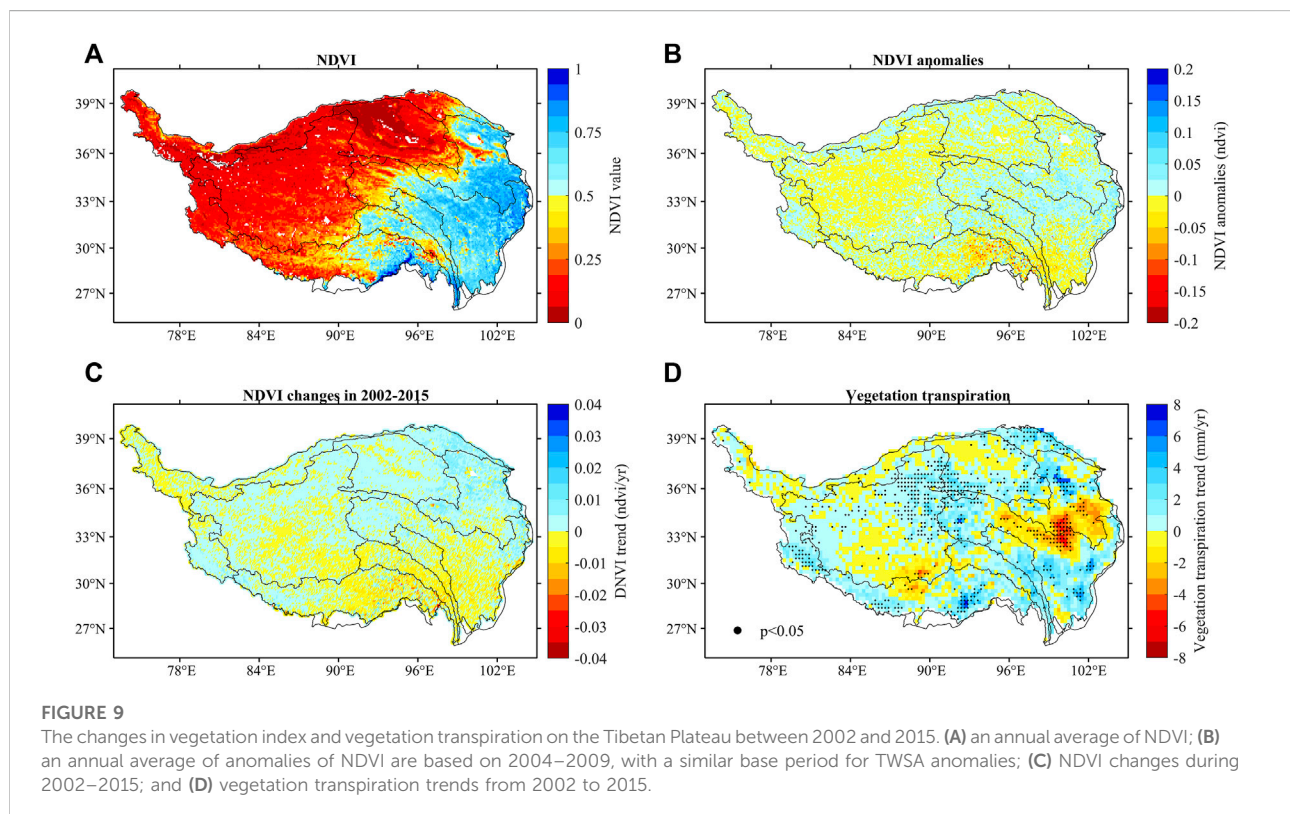 A
NDVI
39°N
36°N
33°N
30°N
27°N
78°E 84°E 90°E 96°E 102°E
1
0.75
0.5
0.25
0
NDVI value
B
NDVI anomalies
39°N
36°N
33°N
30°N
27°N
78°E 84°E 90°E 96°E 102°E
0.2
0.15
0.10
0.05
0
-0.05
-0.1
-0.15
-0.2
NDVI anomalies (ndvi)
C
NDVI changes in 2002-2015
39°N
36°N
33°N
30°N
27°N
78°E 84°E 90°E 96°E 102°E
0.04
0.03
0.02
0.01
0
-0.01
-0.02
-0.03
-0.04
DNVI trend (ndvi/yr)
D
Vegetation transpiration
39°N
36°N
33°N
30°N
27°N
p<0.05
78°E 84°E 90°E 96°E 102°E
8
6
4
2
0
-2
-4
-6
-8
Vegetation transpiration trend (mm/yr)
FIGURE 9
The changes in vegetation index and vegetation transpiration on the Tibetan Plateau between 2002 and 2015. (A) an annual average of NDVI; (B)
an annual average of anomalies of NDVI are based on 2004–2009, with a similar base period for TWSA anomalies; (C) NDVI changes during
2002–2015; and (D) vegetation transpiration trends from 2002 to 2015.